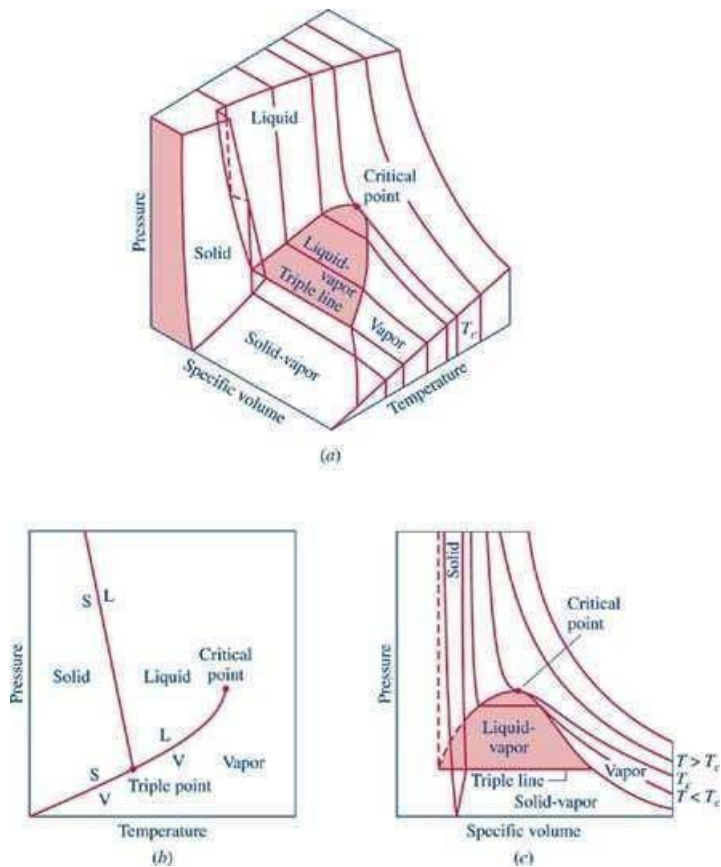 Liquid
Critical
point
Pressure
Solid
Liquid-
vapor
Triple line
Vapor
T_c
Solid-vapor
Specific volume
Temperature
(a)
S L
Solid
Liquid
Critical
point
Pressure
L
V
Vapor
S
V
Triple point
Temperature
(b)
Solid
Critical
point
Pressure
Liquid-
vapor
Vapor
T > T_c
T_c
T < T_c
Triple line
Solid-vapor
Specific volume
(c)